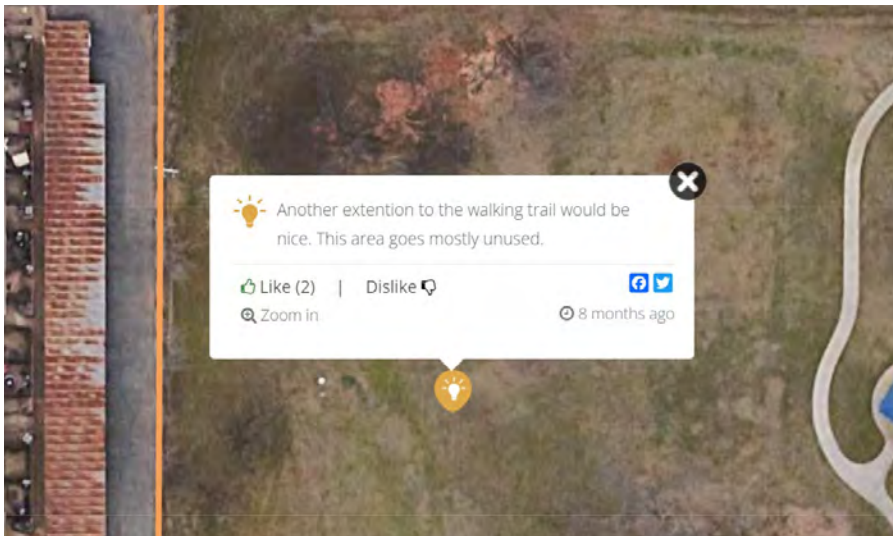 Another extention to the walking trail would be
nice. This area goes mostly unused.
Like (2) | Dislike
Zoom in
8 months ago